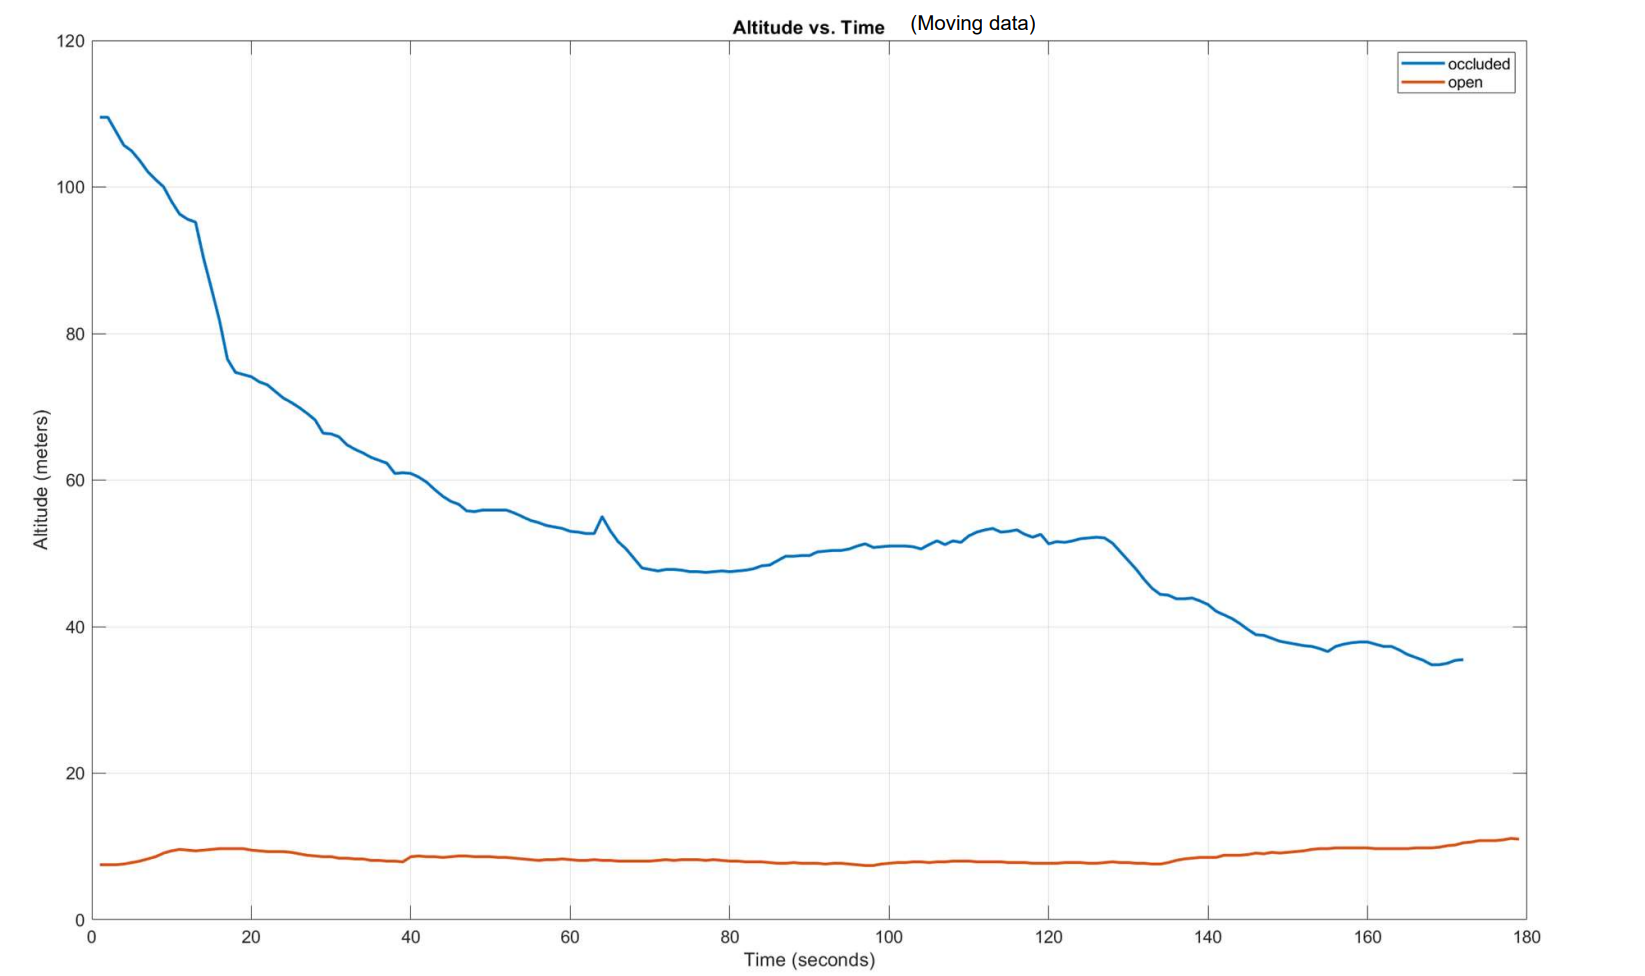 Altitude vs. Time (Moving data)
occluded
open
120
100
80
60
40
20
0
Altitude (meters)
0 20 40 60 80 100 120 140 160 180
Time (seconds)